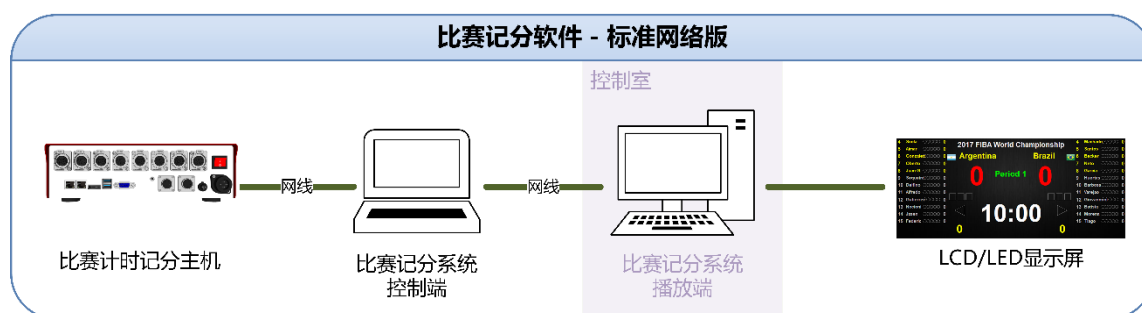 比赛记分软件 - 标准网络版
控制室
网线
网线
2017 FIBA World Championship
Argentina
Brazil
0
Period 1
0
10:00
0
0
比赛计时记分主机
比赛记分系统
控制端
比赛记分系统
播放端
LCD/LED显示屏